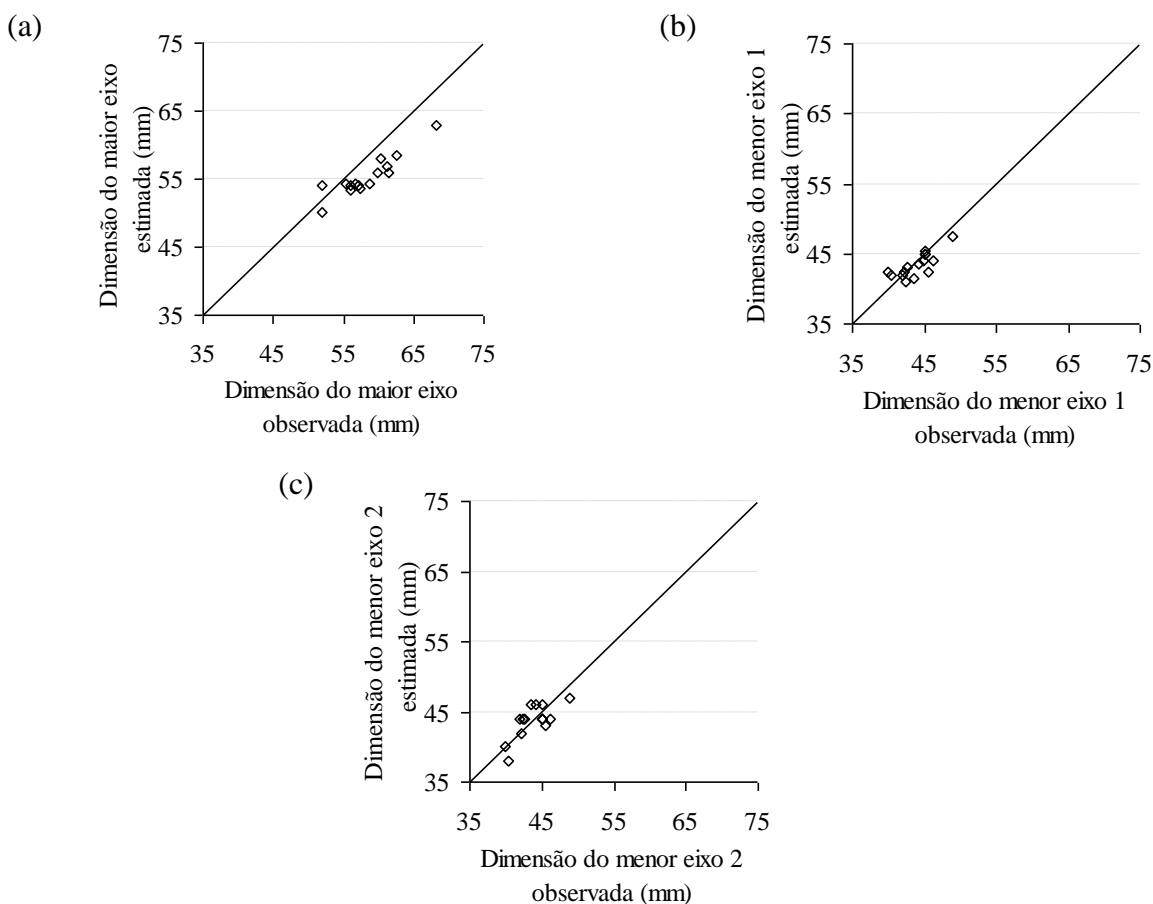 (a)
Dimensão do maior eixo
estimada (mm)
75
65
55
45
35
35 45 55 65 75
Dimensão do maior eixo
observada (mm)
(b)
Dimensão do menor eixo 1
estimada (mm)
75
65
55
45
35
35 45 55 65 75
Dimensão do menor eixo 1
observada (mm)
(c)
Dimensão do menor eixo 2
estimada (mm)
75
65
55
45
35
35 45 55 65 75
Dimensão do menor eixo 2
observada (mm)